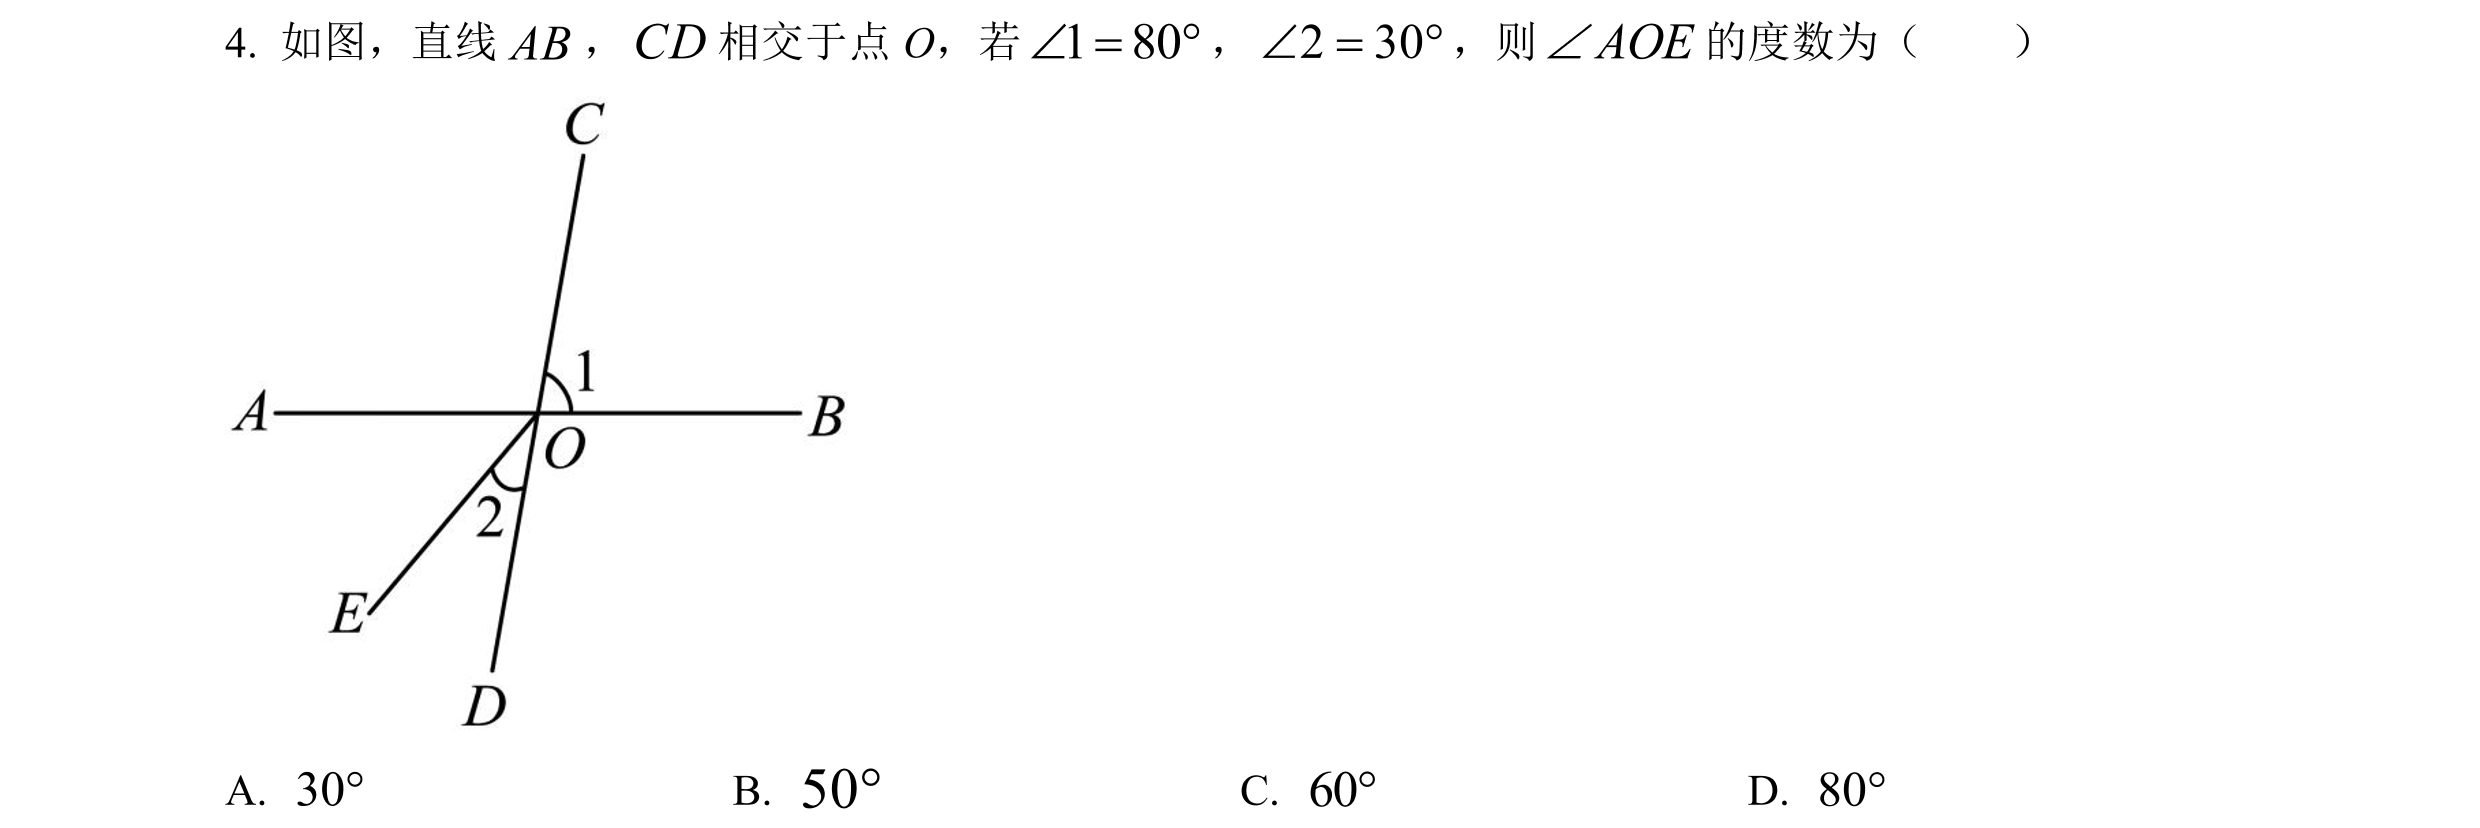 4. 如图，直线 AB ，CD 相交于点 O，若 ∠1 = 80° ，∠2 = 30° ，则 ∠AOE 的度数为（ ）
C
1
A
B
O
2
E
D
A. 30° B. 50° C. 60° D. 80°